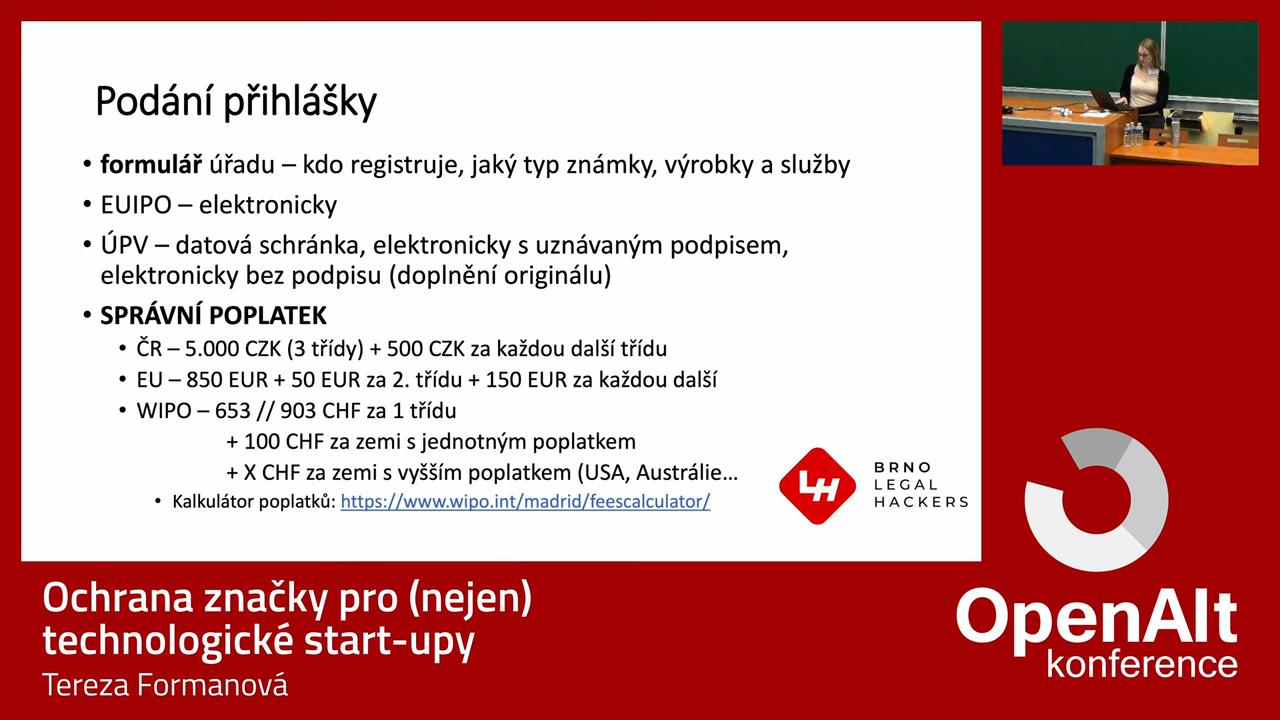 Podání přihlášky
• formulář úřadu – kdo registruje, jaký typ známky, výrobky a služby
• EUIPO – elektronicky
• ÚPV – datová schránka, elektronicky s uznávaným podpisem,
elektronicky bez podpisu (doplnění originálu)
• SPRÁVNÍ POPLATEK
• ČR – 5.000 CZK (3 třídy) + 500 CZK za každou další třídu
• EU – 850 EUR + 50 EUR za 2. třídu + 150 EUR za každou další
• WIPO – 653 // 903 CHF za 1 třídu
+ 100 CHF za zemi s jednotným poplatkem
+ X CHF za zemi s vyšším poplatkem (USA, Austrálie…
• Kalkulátor poplatků: https://www.wipo.int/madrid/feescalculator/
LH
BRNO
LEGAL
HACKERS
Ochrana značky pro (nejen)
technologické start-upy
Tereza Formanová
OpenAlt
konference